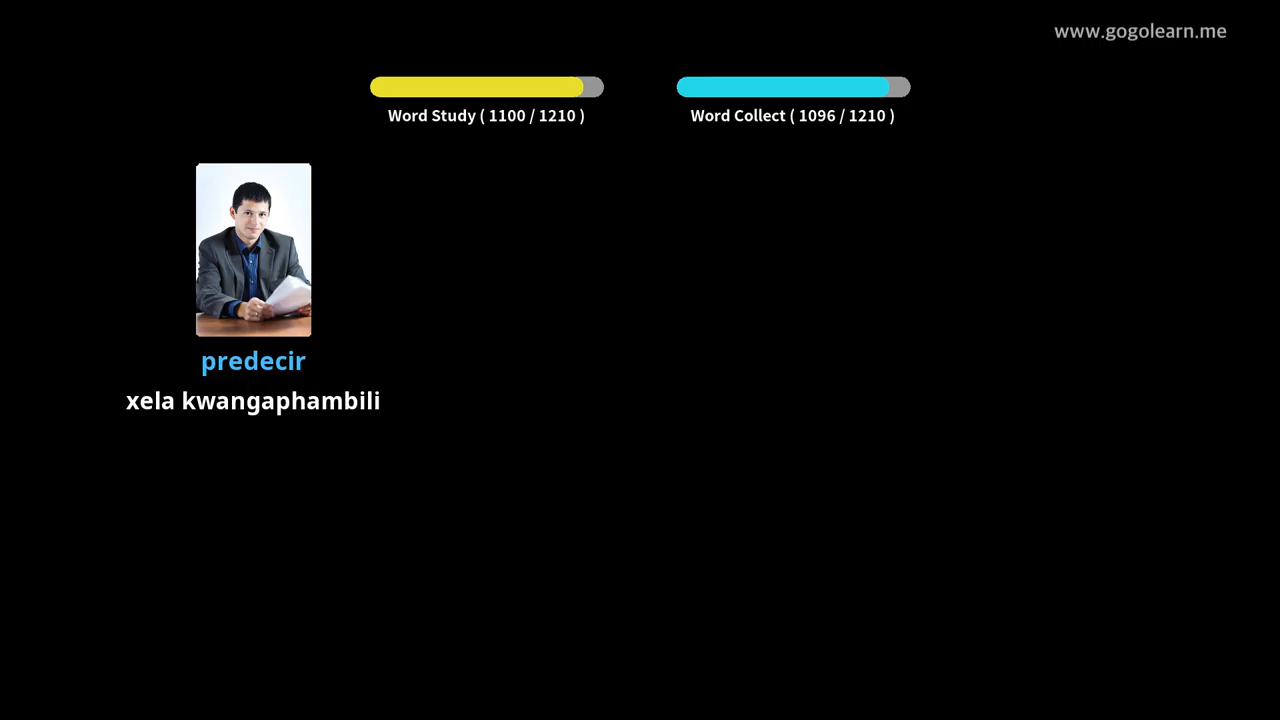 www.gogolearn.me
Word Study ( 1100 / 1210 )
Word Collect ( 1096 / 1210 )
predecir
xela kwangaphambili